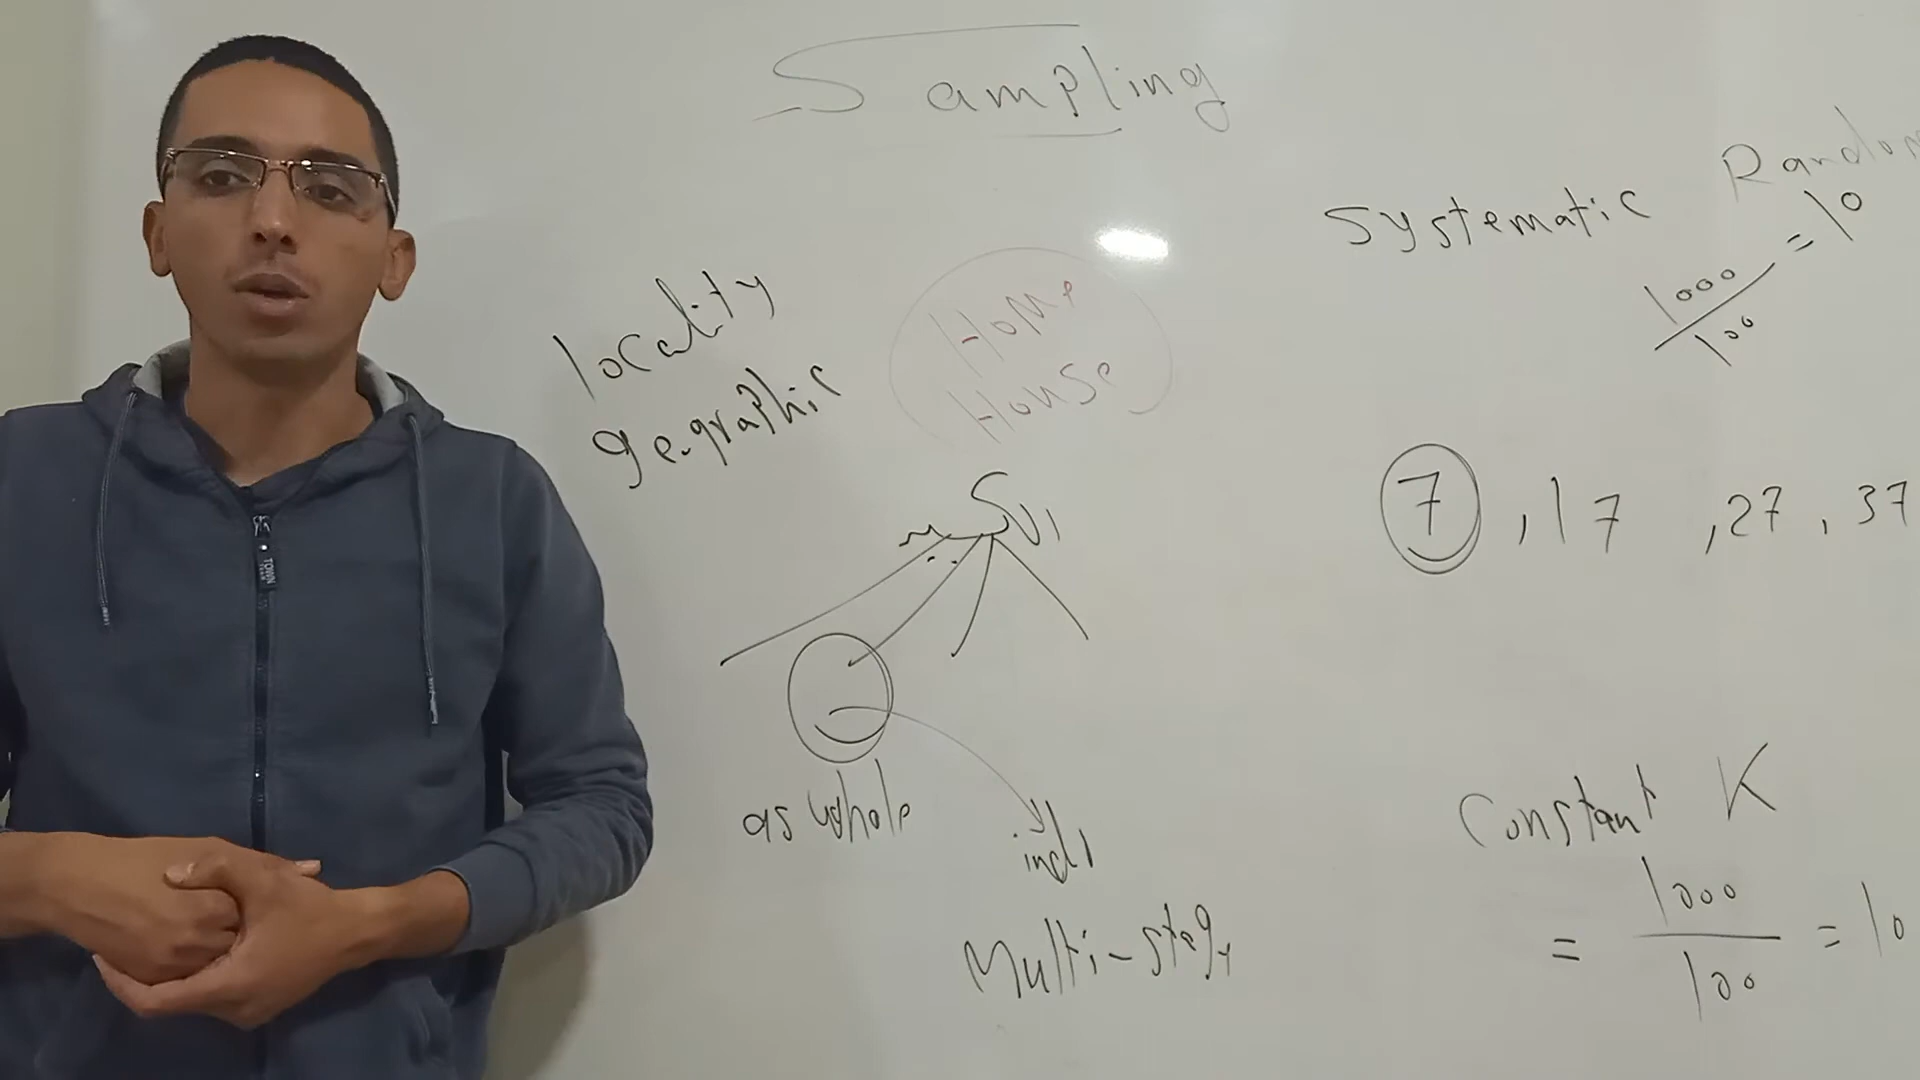 Sampling
Systematic Random
1000/100 = 10
locality
geographic
Home
House
7, 17, 27, 37
as whole
Multi-stage
Constant K
= 1000/100 = 10
TOWN